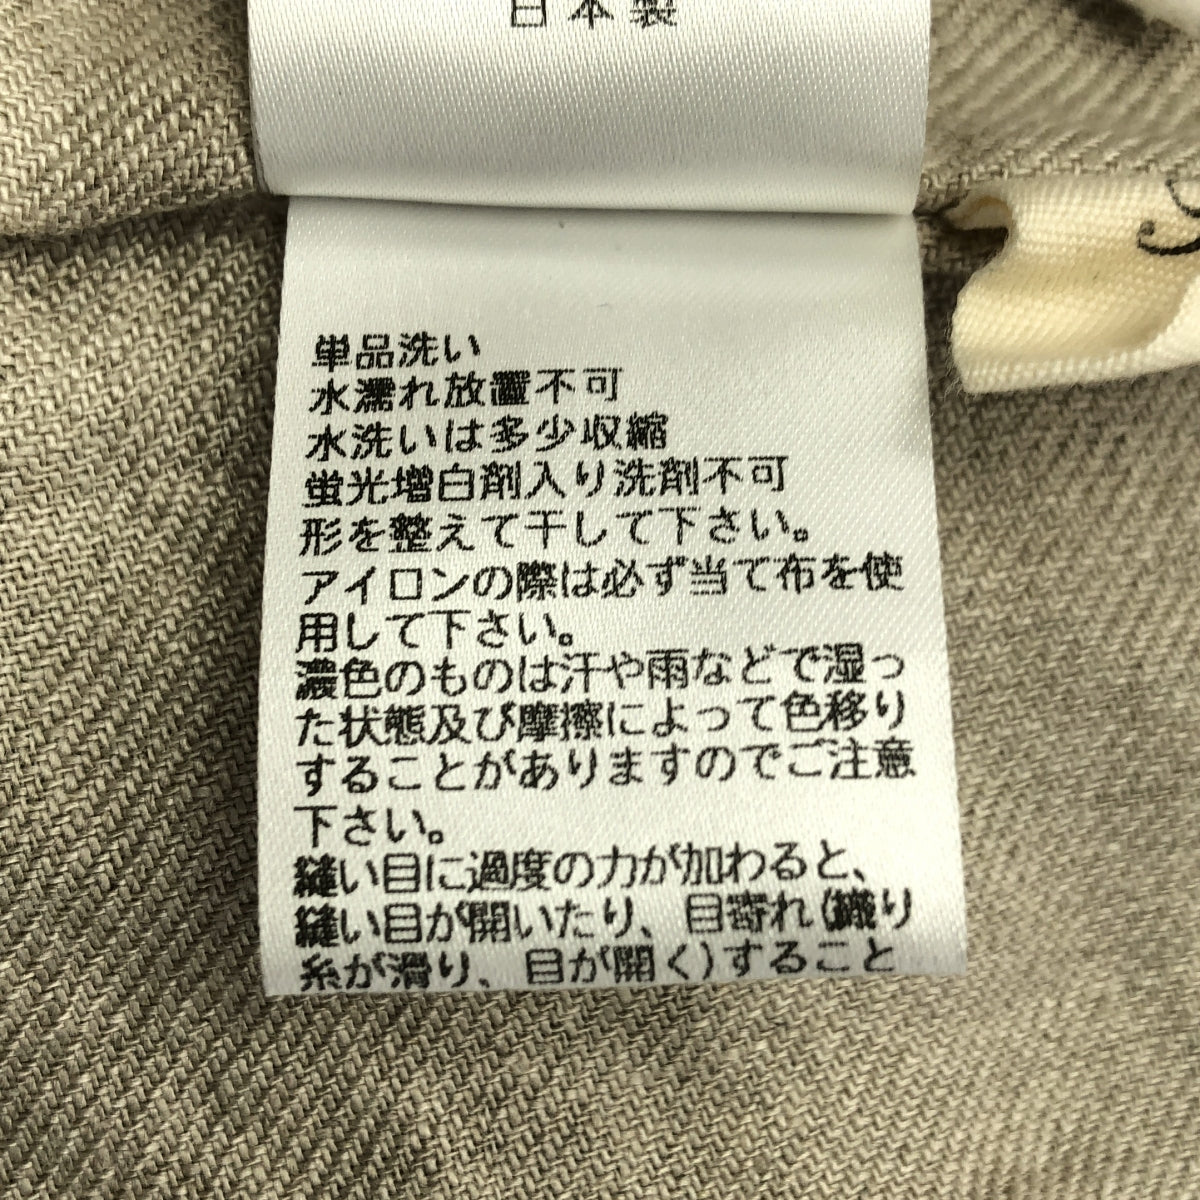 日本製
単品洗い
水濡れ放置不可
水洗いは多少収縮
蛍光増白剤入り洗剤不可
形を整えて干して下さい。
アイロンの際は必ず当て布を使
用して下さい。
濃色のものは汗や雨などで湿っ
た状態及び摩擦によって色移り
することがありますのでご注意
下さい。
縫い目に過度の力が加わると、
縫い目が開いたり、目寄れ(織り
糸が滑り、目が開く)すること